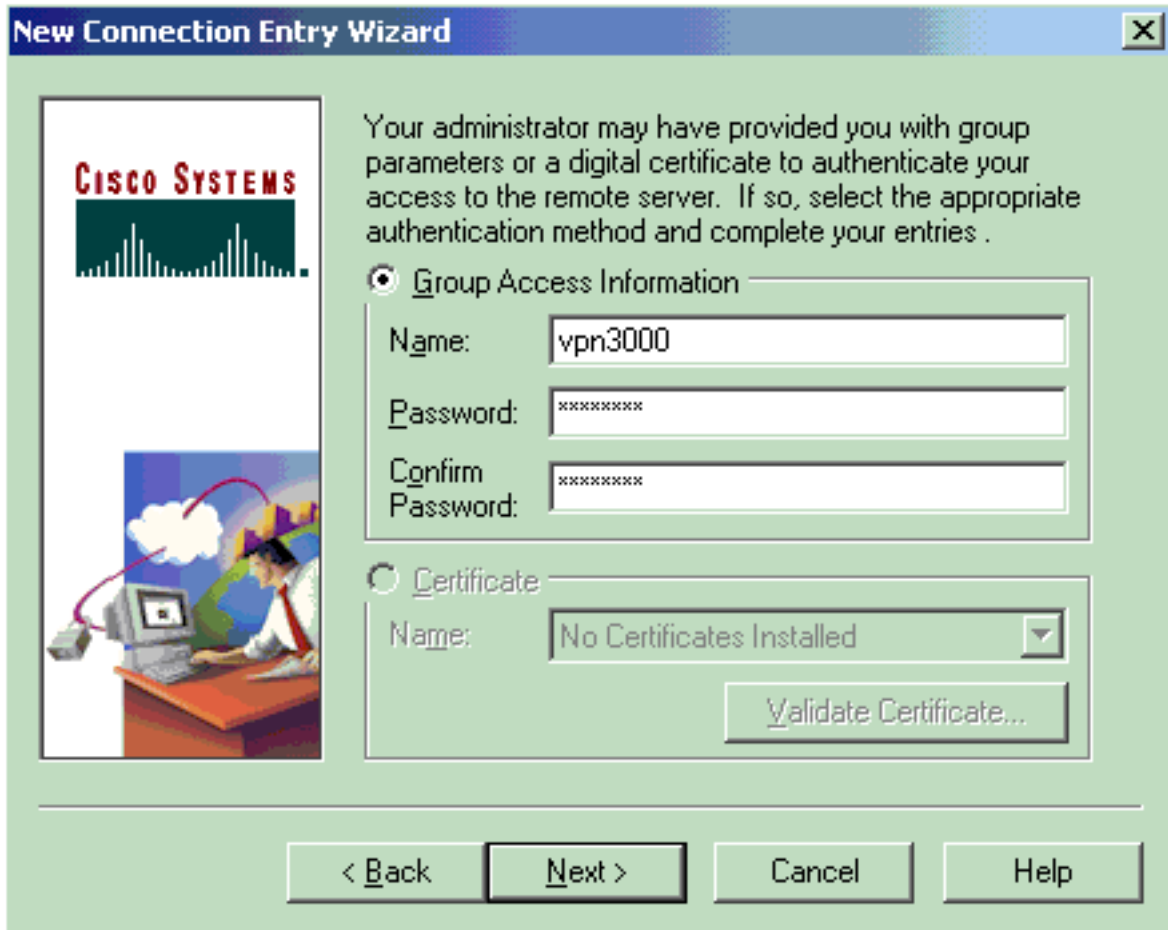 New Connection Entry Wizard
CISCO SYSTEMS
Your administrator may have provided you with group
parameters or a digital certificate to authenticate your
access to the remote server.  If so, select the appropriate
authentication method and complete your entries .
Group Access Information
Name:
vpn3000
Password:
********
Confirm
Password:
********
Certificate
Name:
No Certificates Installed
Validate Certificate...
< Back
Next >
Cancel
Help